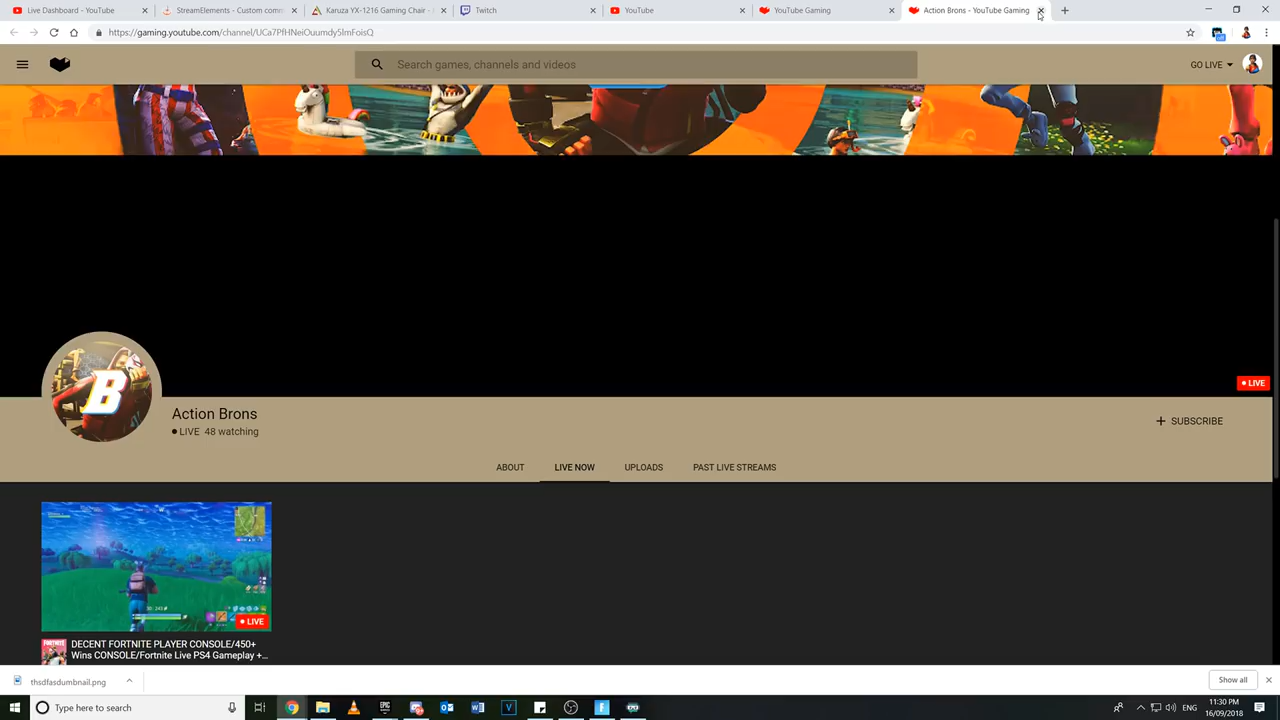 Live Dashboard - YouTube
StreamElements - Custom com
Karuza YX-1216 Gaming Chair -
Twitch
YouTube
YouTube Gaming
Action Brons - YouTube Gaming
https://gaming.youtube.com/channel/UCa7PfHNeiOuumdy5ImFoisQ
Search games, channels and videos
GO LIVE
LIVE
B
Action Brons
LIVE 48 watching
+ SUBSCRIBE
ABOUT
LIVE NOW
UPLOADS
PAST LIVE STREAMS
LIVE
DECENT FORTNITE PLAYER CONSOLE/450+
Wins CONSOLE/Fortnite Live PS4 Gameplay +...
thsdfasdumbnail.png
Show all
Type here to search
ENG
11:30 PM
16/09/2018